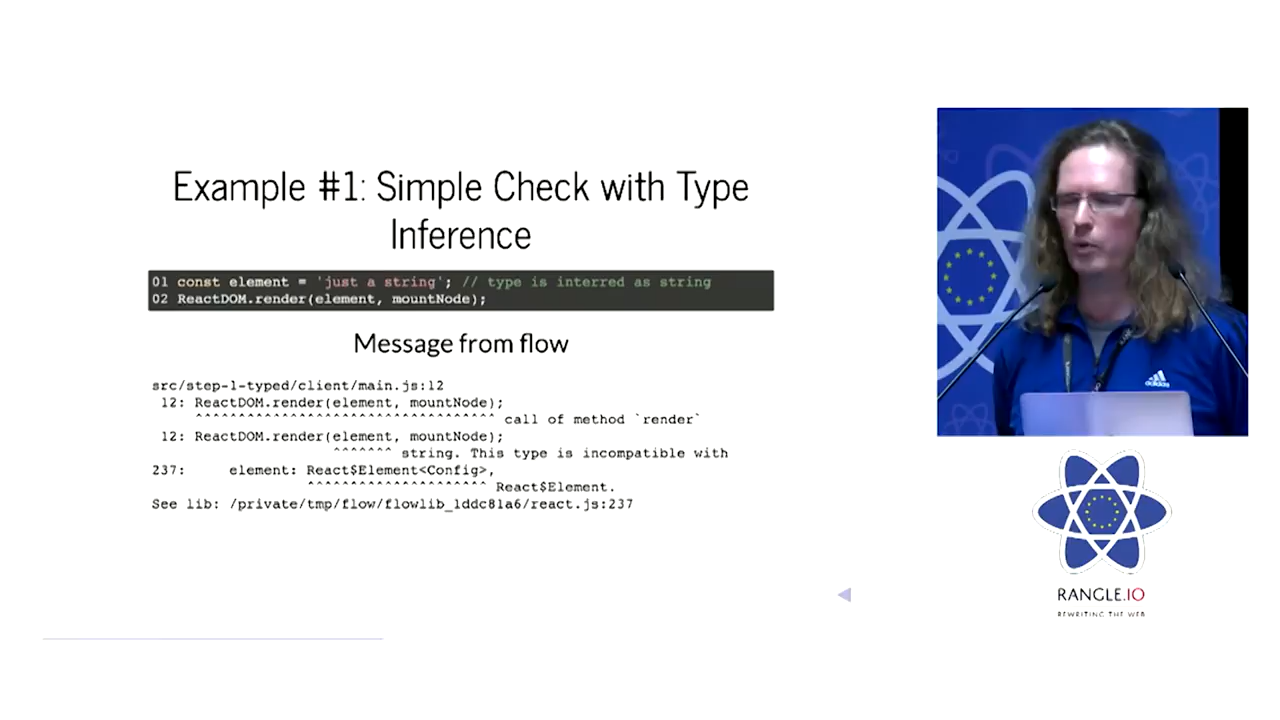 Example #1: Simple Check with Type
Inference
01 const element = 'just a string'; // type is interred as string
02 ReactDOM.render(element, mountNode);
Message from flow
src/step-1-typed/client/main.js:12
12: ReactDOM.render(element, mountNode);
^^^^^^^^^^^^^^^^^^^^^^^^^^^^^^^^^^^ call of method `render`
12: ReactDOM.render(element, mountNode);
^^^^^^^ string. This type is incompatible with
237: element: React$Element<Config>,
^^^^^^^^^^^^^^^^^^^^^ React$Element.
See lib: /private/tmp/flow/flowlib_1ddc81a6/react.js:237
adidas
RANGLE.IO
REWRITING THE WEB